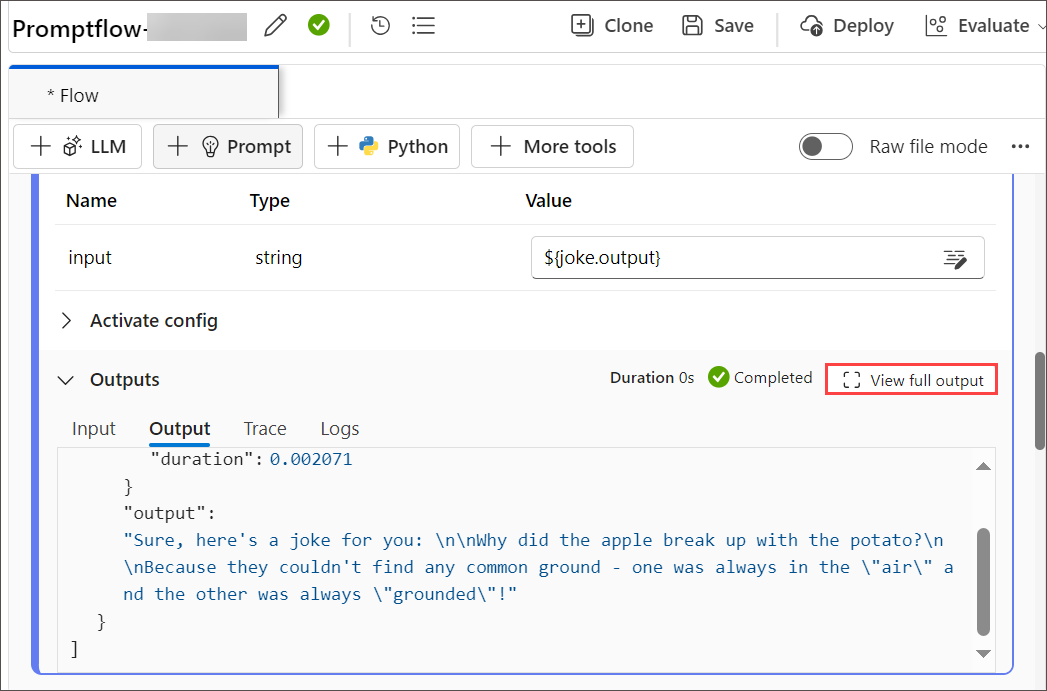 Promptflow-
Clone Save Deploy Evaluate
* Flow
LLM Prompt Python More tools Raw file mode
Name Type Value
input string ${joke.output}
Activate config
Outputs Duration 0s Completed View full output
Input Output Trace Logs
"duration": 0.002071
}
"output":
"Sure, here's a joke for you: \n\nWhy did the apple break up with the potato?\n
\nBecause they couldn't find any common ground - one was always in the \"air\" a
nd the other was always \"grounded\"!"
}
]